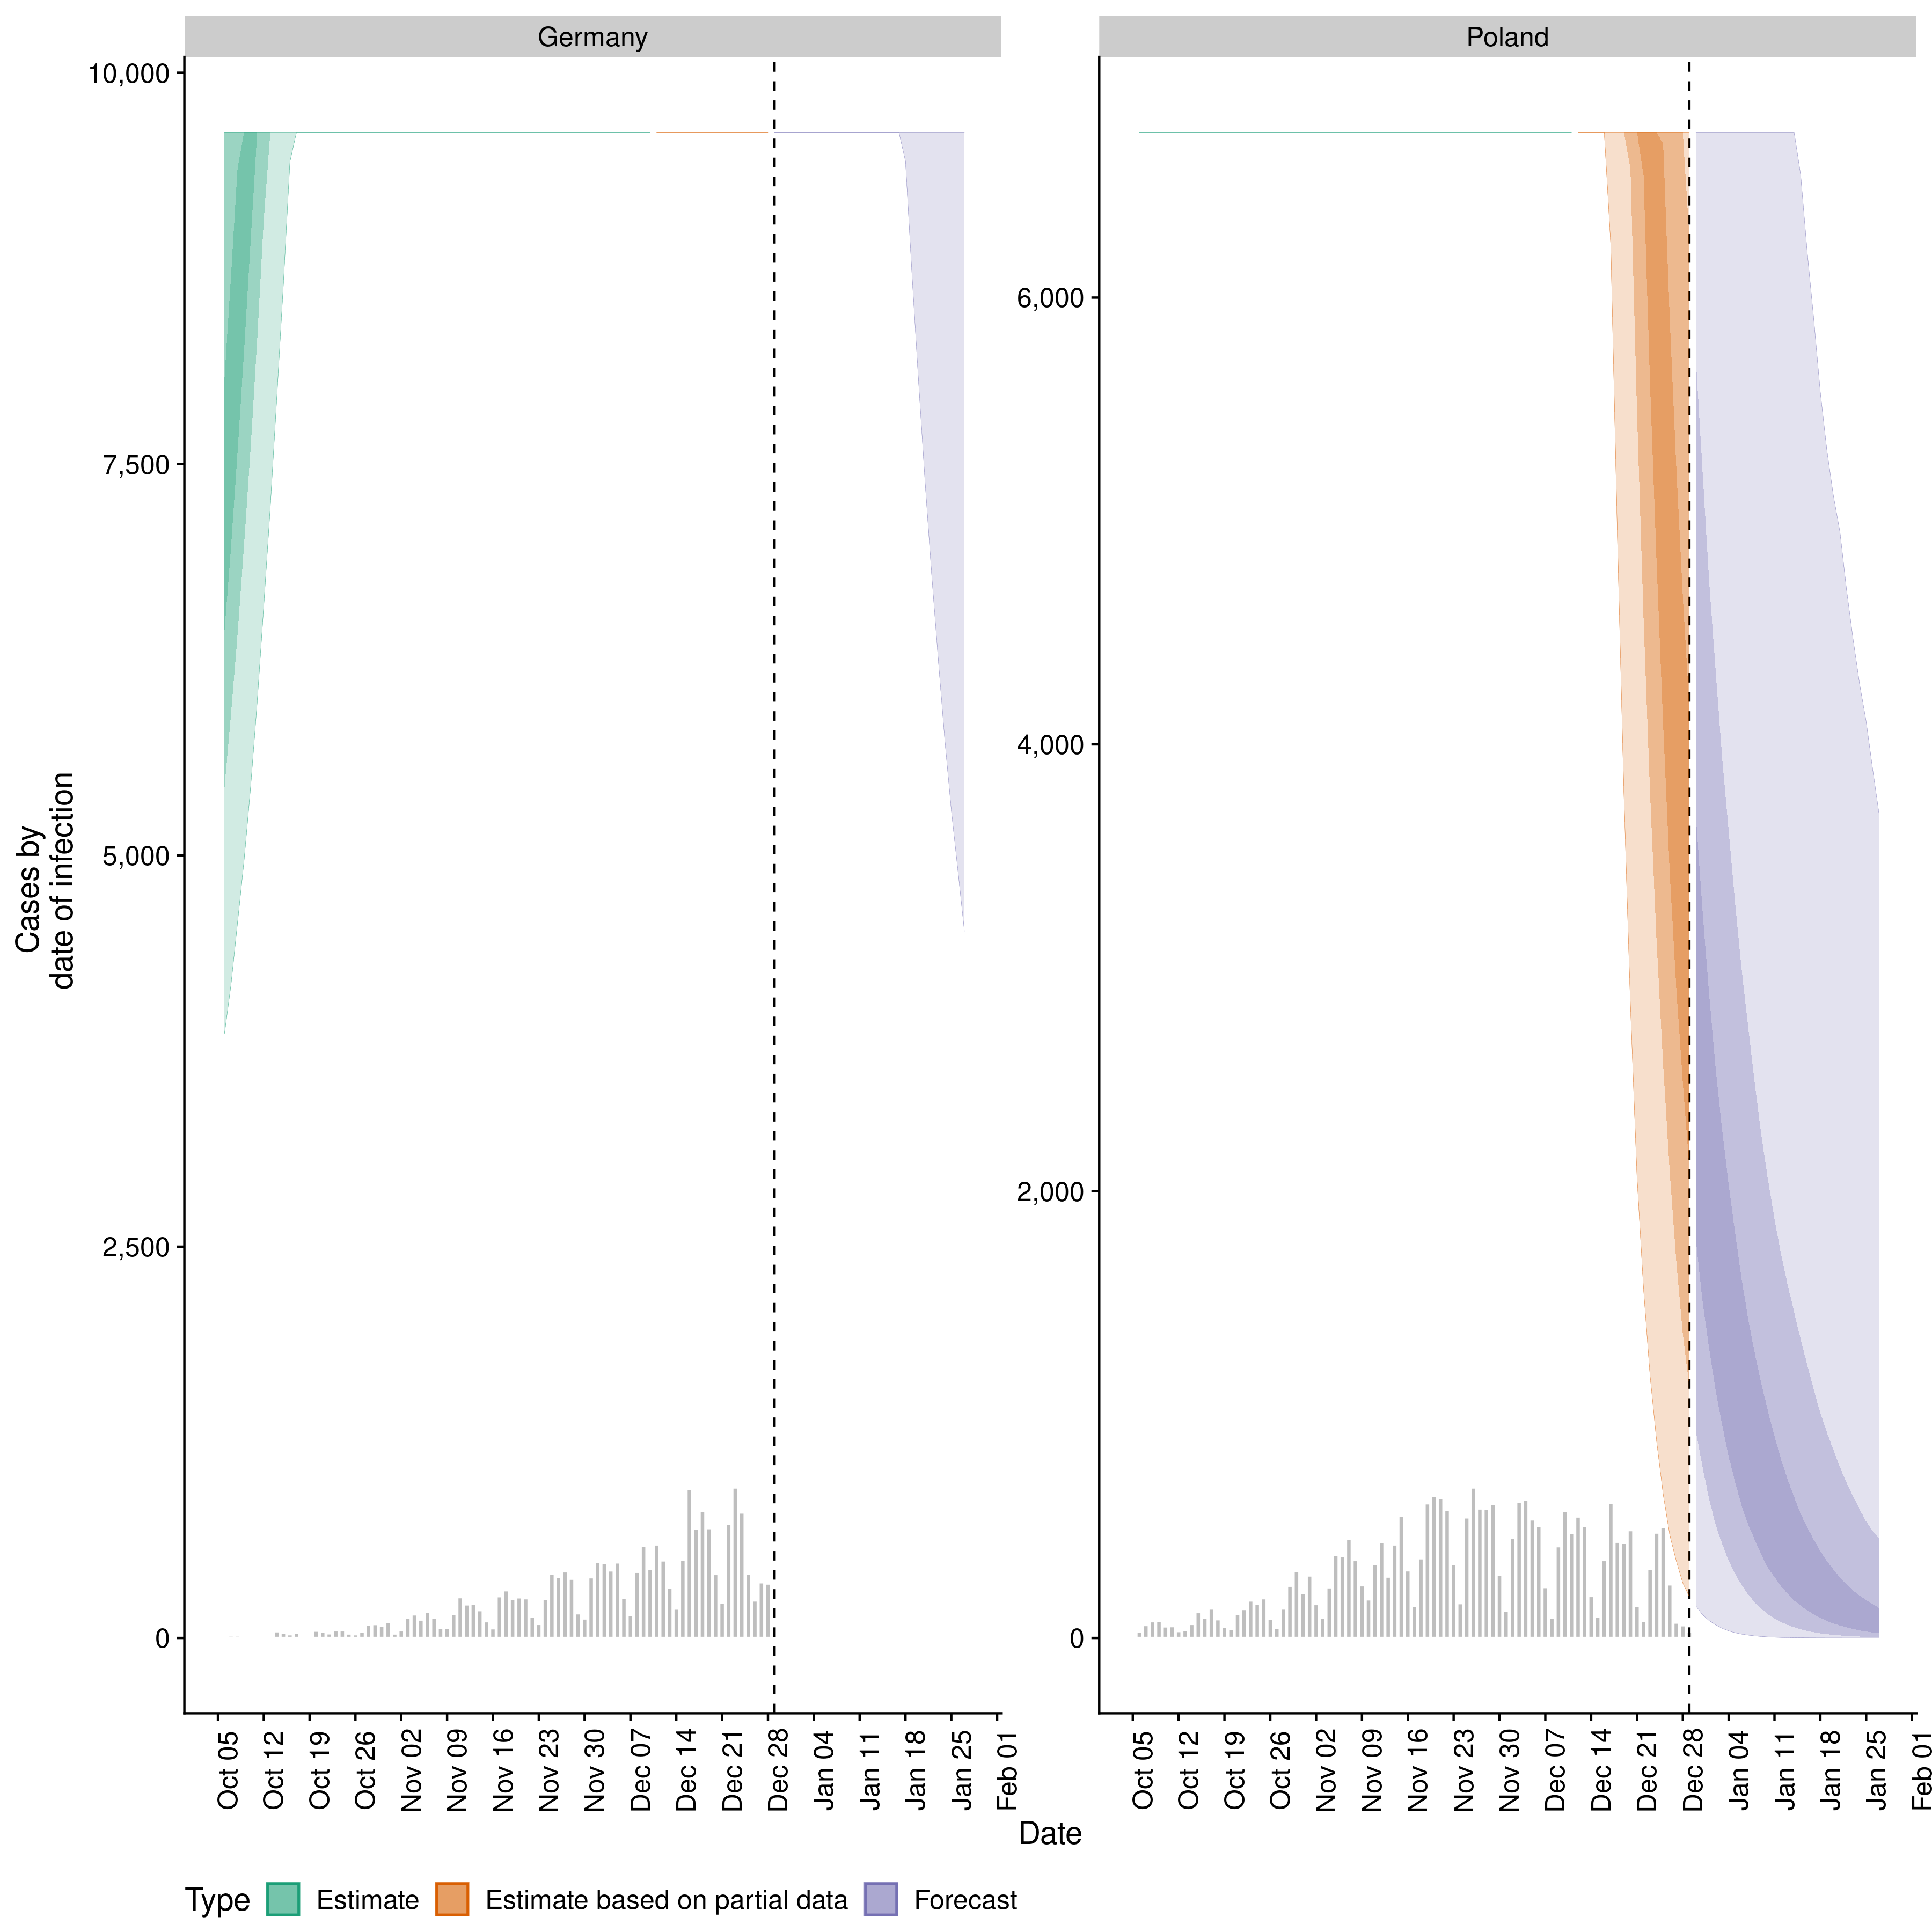 Germany
Poland
Cases by
date of infection
10,000
7,500
5,000
2,500
0
6,000
4,000
2,000
0
Oct 05
Oct 12
Oct 19
Oct 26
Nov 02
Nov 09
Nov 16
Nov 23
Nov 30
Dec 07
Dec 14
Dec 21
Dec 28
Jan 04
Jan 11
Jan 18
Jan 25
Feb 01
Oct 05
Oct 12
Oct 19
Oct 26
Nov 02
Nov 09
Nov 16
Nov 23
Nov 30
Dec 07
Dec 14
Dec 21
Dec 28
Jan 04
Jan 11
Jan 18
Jan 25
Feb 01
Date
Type Estimate Estimate based on partial data Forecast